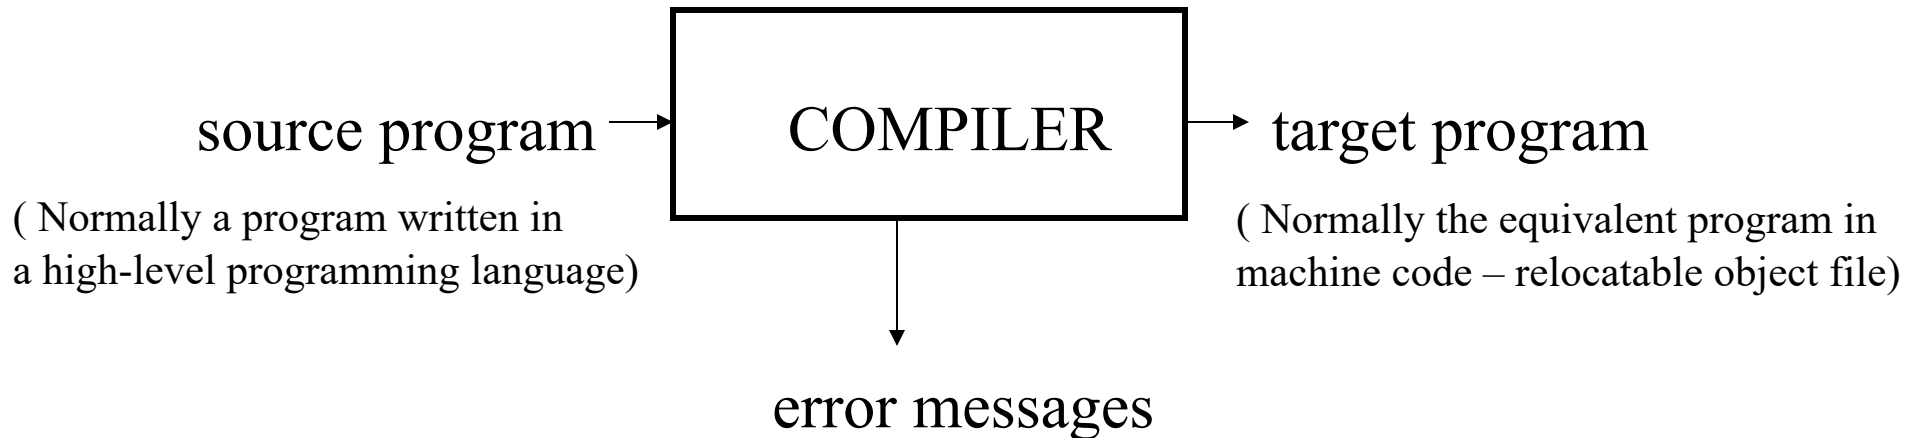 source program
COMPILER
target program
( Normally a program written in
a high-level programming language)
( Normally the equivalent program in
machine code – relocatable object file)
error messages